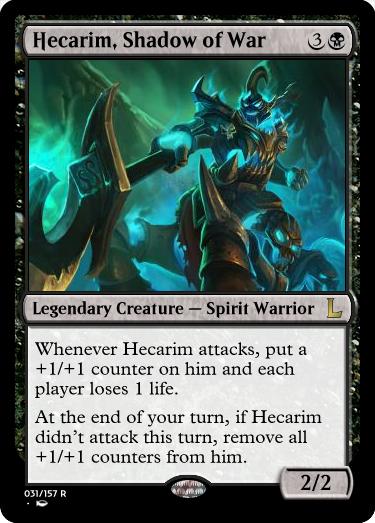 Hecarim, Shadow of War 3
Legendary Creature — Spirit Warrior L
Whenever Hecarim attacks, put a
+1/+1 counter on him and each
player loses 1 life.
At the end of your turn, if Hecarim
didn't attack this turn, remove all
+1/+1 counters from him.
2/2
031/157 R